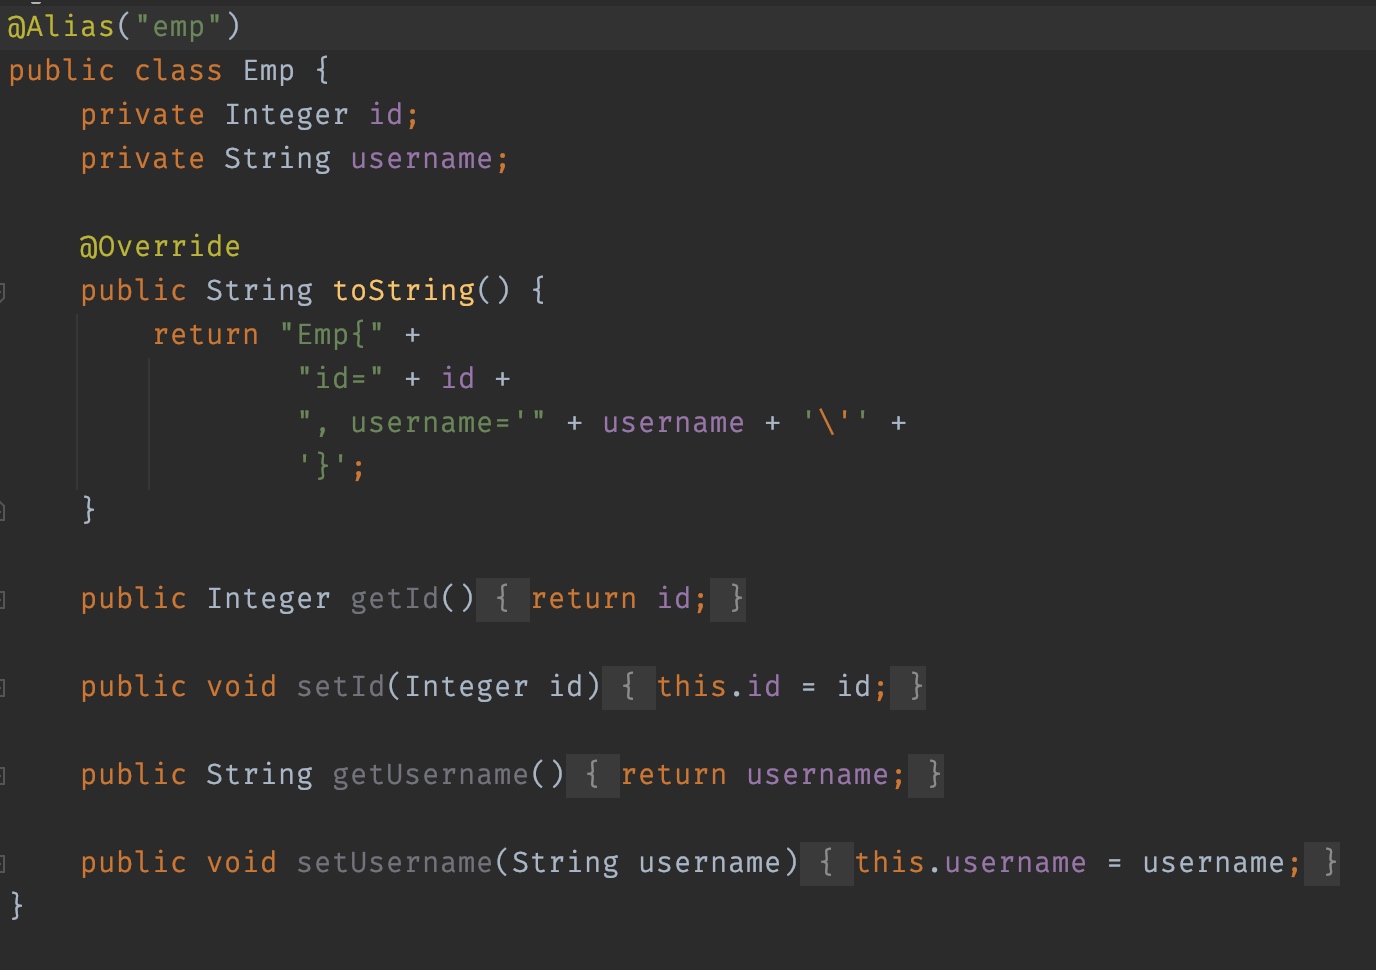 @Alias("emp")
public class Emp {
    private Integer id;
    private String username;

    @Override
    public String toString() {
        return "Emp{" +
                "id=" + id +
                ", username='" + username + '\'' +
                '}';
    }

    public Integer getId() { return id; }

    public void setId(Integer id) { this.id = id; }

    public String getUsername() { return username; }

    public void setUsername(String username) { this.username = username; }
}